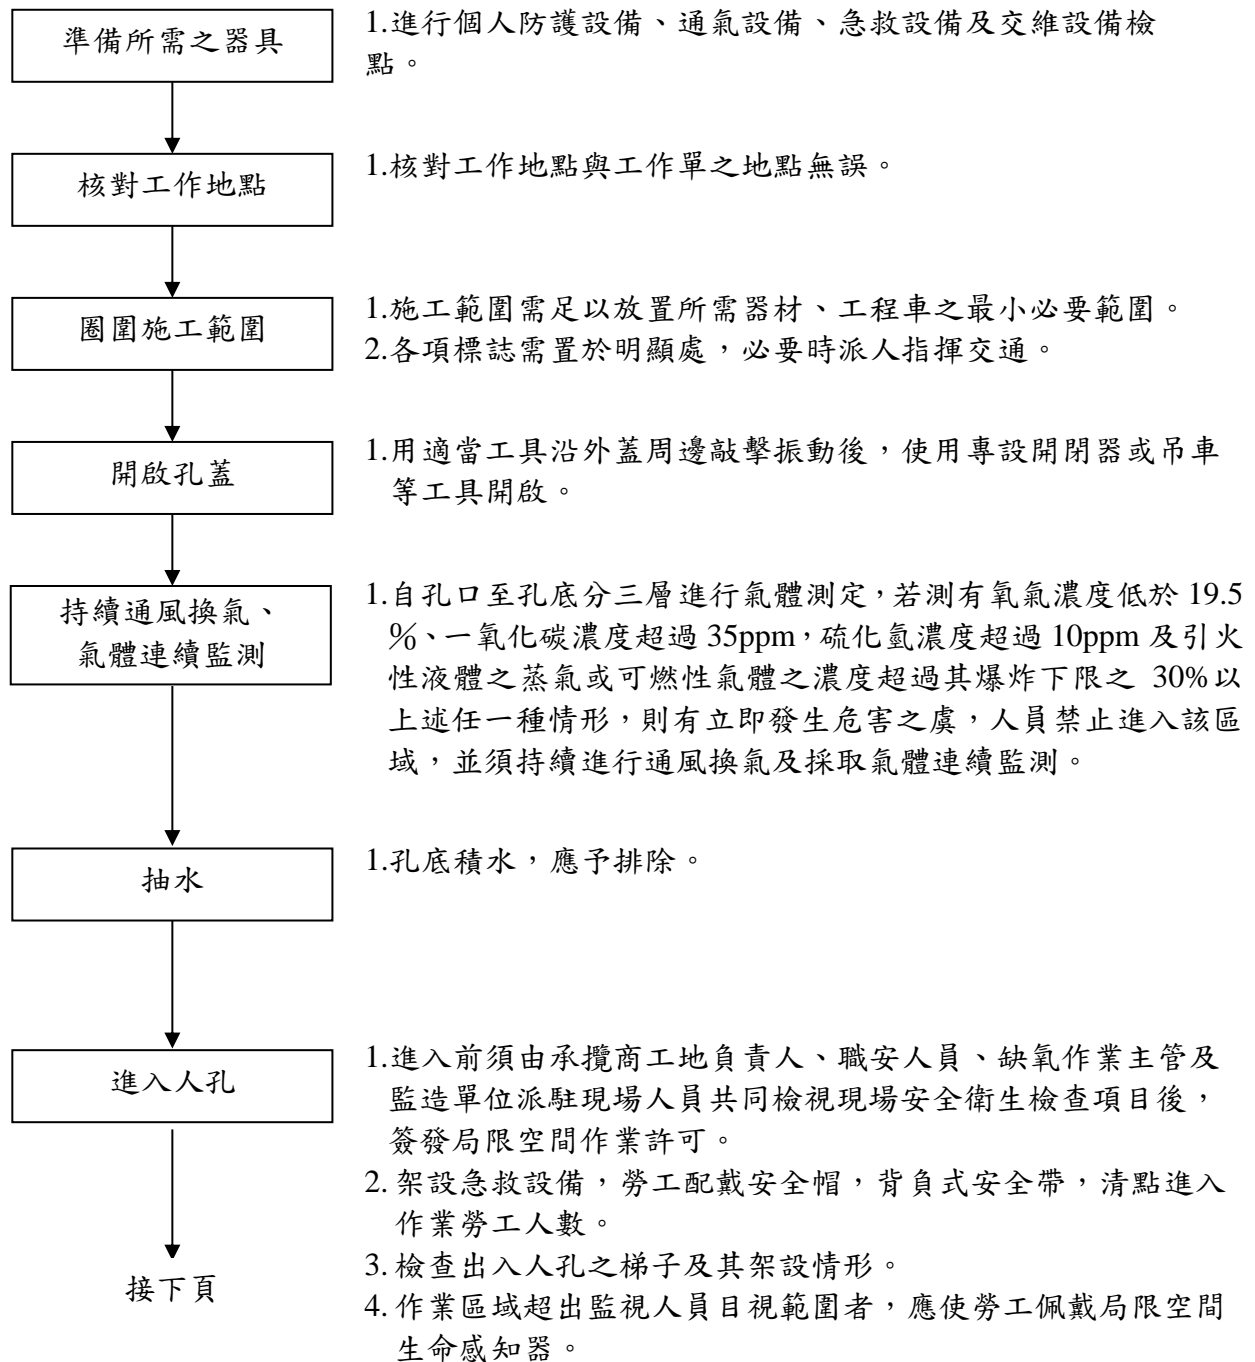 準備所需之器具
1.進行個人防護設備、通氣設備、急救設備及交維設備檢
點。
核對工作地點
1.核對工作地點與工作單之地點無誤。
圈圍施工範圍
1.施工範圍需足以放置所需器材、工程車之最小必要範圍。
2.各項標誌需置於明顯處，必要時派人指揮交通。
開啟孔蓋
1.用適當工具沿外蓋周邊敲擊振動後，使用專設開閉器或吊車
等工具開啟。
持續通風換氣、
氣體連續監測
1.自孔口至孔底分三層進行氣體測定，若測有氧氣濃度低於 19.5
％、一氧化碳濃度超過 35ppm，硫化氫濃度超過 10ppm 及引火
性液體之蒸氣或可燃性氣體之濃度超過其爆炸下限之 30%以
上述任一種情形，則有立即發生危害之虞，人員禁止進入該區
域，並須持續進行通風換氣及採取氣體連續監測。
抽水
1.孔底積水，應予排除。
進入人孔
1.進入前須由承攬商工地負責人、職安人員、缺氧作業主管及
監造單位派駐現場人員共同檢視現場安全衛生檢查項目後，
簽發局限空間作業許可。
2.架設急救設備，勞工配戴安全帽，背負式安全帶，清點進入
作業勞工人數。
3.檢查出入人孔之梯子及其架設情形。
4.作業區域超出監視人員目視範圍者，應使勞工佩戴局限空間
生命感知器。
接下頁